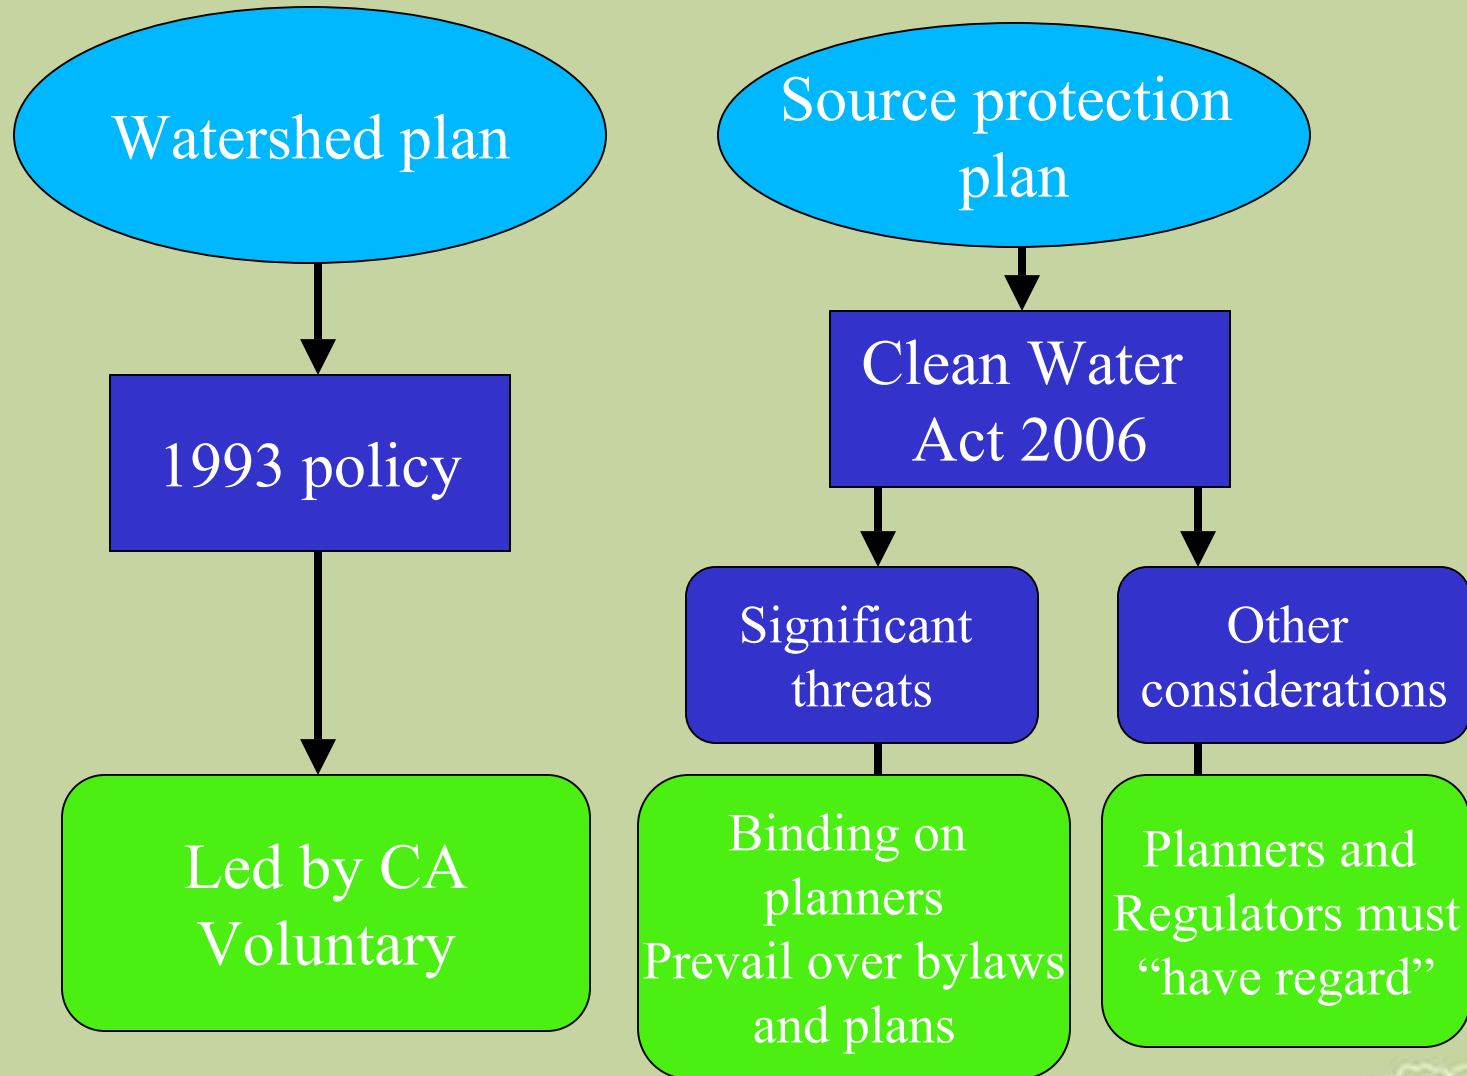 Watershed plan
1993 policy
Led by CA
Voluntary
Source protection
plan
Clean Water
Act 2006
Significant
threats
Other
considerations
Binding on
planners
Prevail over bylaws
and plans
Planners and
Regulators must
“have regard”